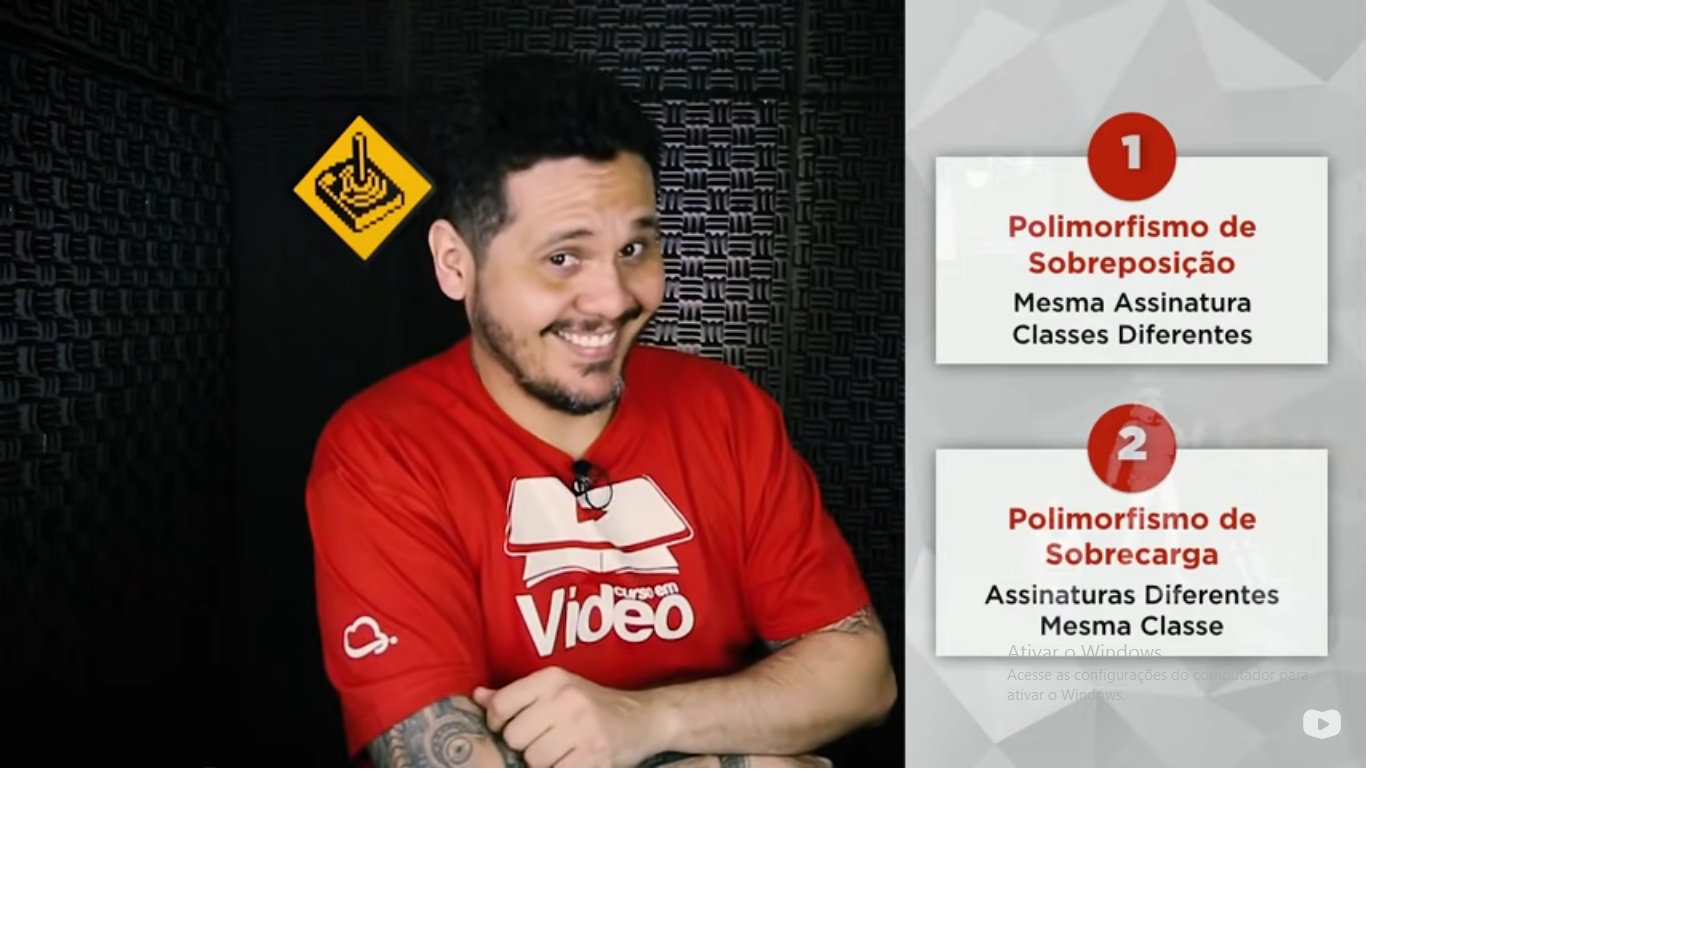 1
Polimorfismo de
Sobreposição
Mesma Assinatura
Classes Diferentes
2
Polimorfismo de
Sobrecarga
Assinaturas Diferentes
Mesma Classe
Ativar o Windows
Acesse as configurações do computador para
ativar o Windows.
curso em
Vídeo